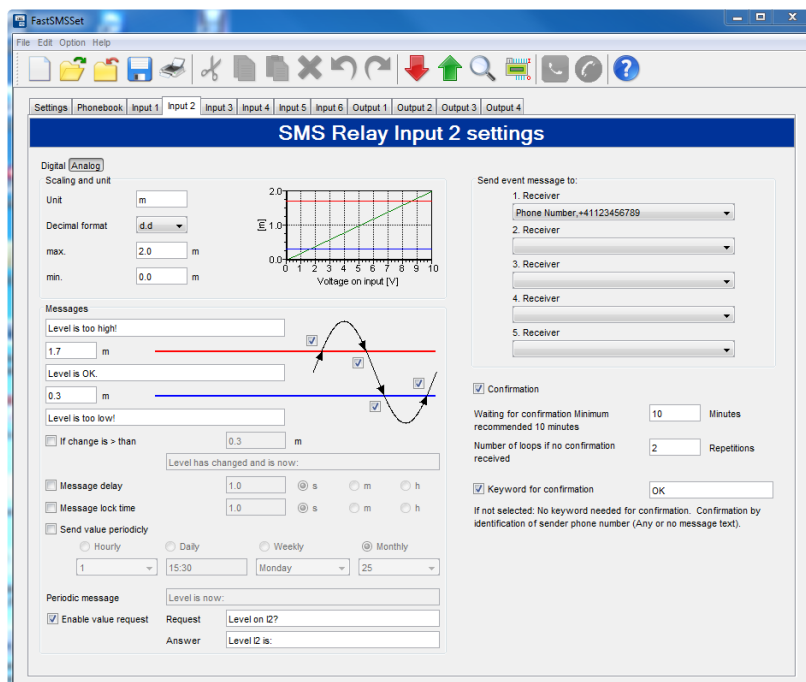 FastSMSSet
File Edit Option Help
Settings Phonebook Input 1 Input 2 Input 3 Input 4 Input 5 Input 6 Output 1 Output 2 Output 3 Output 4
SMS Relay Input 2 settings
Digital Analog
Scaling and unit
Unit m
Decimal format d.d
max. 2.0 m
min. 0.0 m
2.0
1.0
0.0
[m]
0 1 2 3 4 5 6 7 8 9 10
Voltage on input [V]
Messages
Level is too high!
1.7 m
Level is OK.
0.3 m
Level is too low!
If change is > than 0.3 m
Level has changed and is now:
Message delay 1.0 s m h
Message lock time 1.0 s m h
Send value periodicly
Hourly Daily Weekly Monthly
1 15:30 Monday 25
Periodic message Level is now:
Enable value request Request Level on I2?
Answer Level I2 is:
Send event message to:
1. Receiver
Phone Number,+41123456789
2. Receiver
3. Receiver
4. Receiver
5. Receiver
Confirmation
Waiting for confirmation Minimum
recommended 10 minutes
10 Minutes
Number of loops if no confirmation
received
2 Repetitions
Keyword for confirmation OK
If not selected: No keyword needed for confirmation. Confirmation by
identification of sender phone number (Any or no message text).